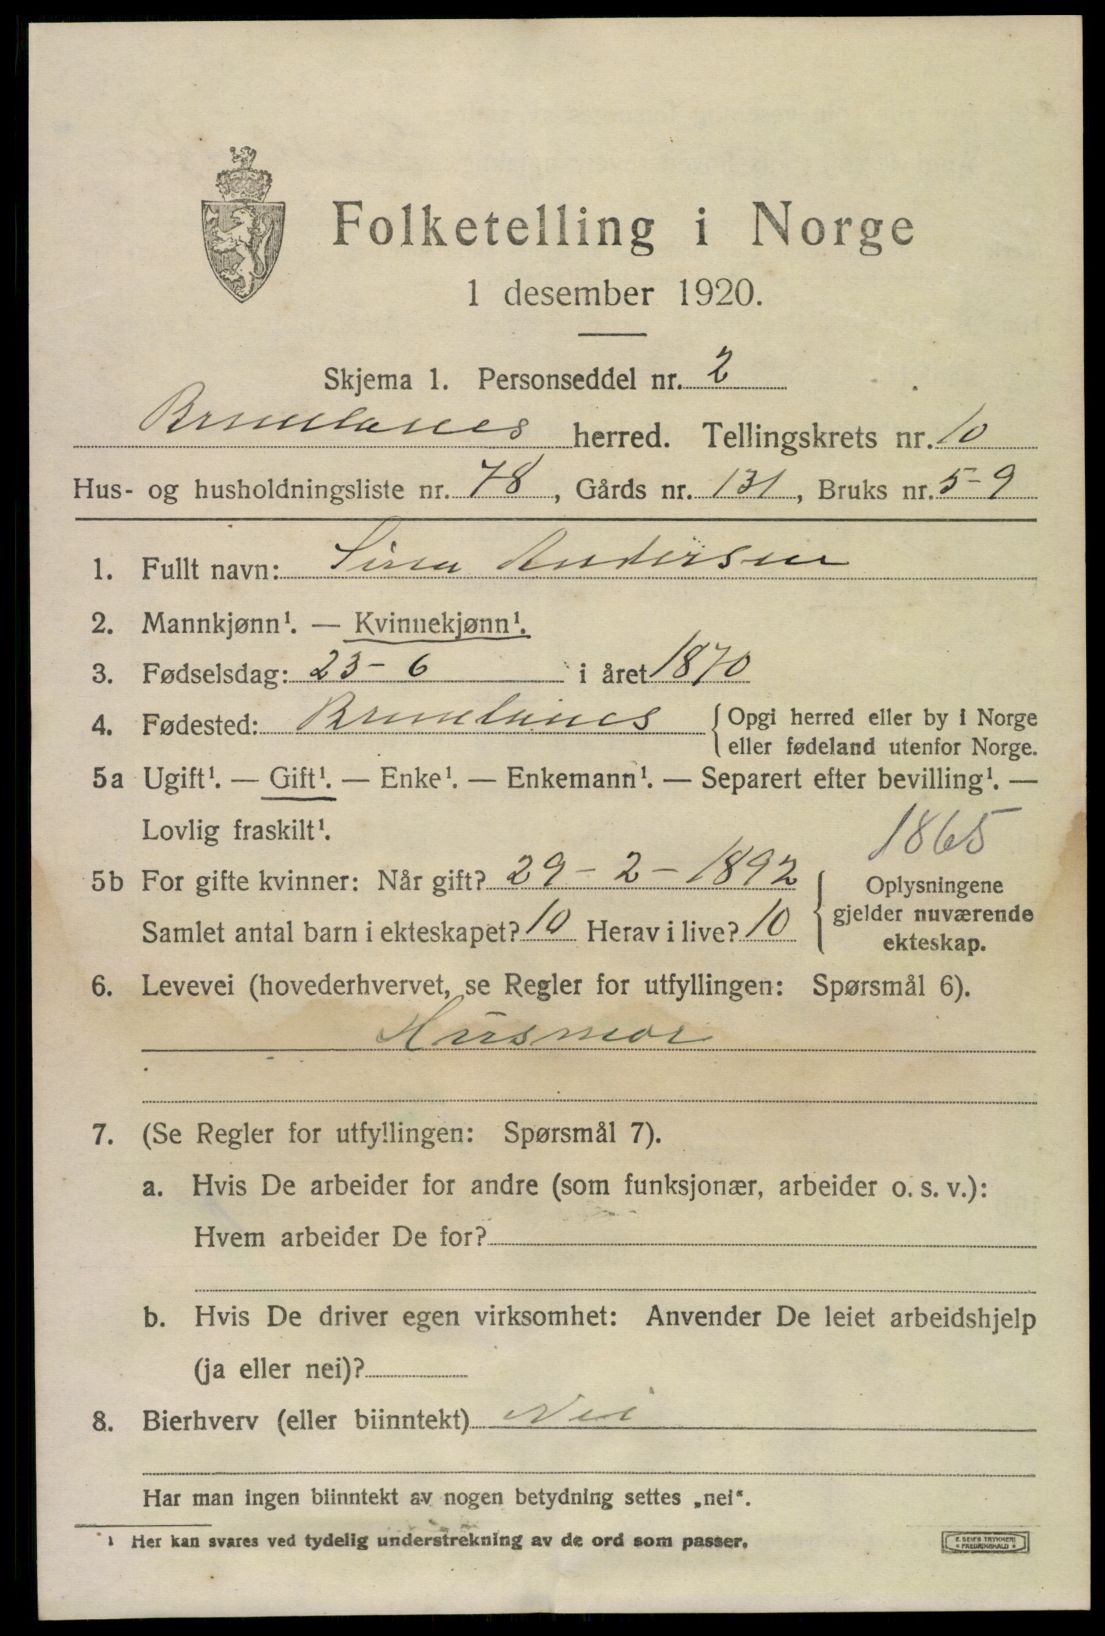 Folketelling i Norge
1 desember 1920.
Skjema 1. Personseddel nr. 2
Brunlanes herred. Tellingskrets nr. 10
Hus- og husholdningsliste nr. 78, Gårds nr. 131, Bruks nr. 5-9
1. Fullt navn: Sina Andersen
2. Mannkjønn¹. — Kvinnekjønn¹.
3. Fødselsdag: 23-6 i året 1870
4. Fødested: Brunlanes { Opgi herred eller by i Norge
eller fødeland utenfor Norge.
5a Ugift¹. — Gift¹. — Enke¹. — Enkemann¹. — Separert efter bevilling¹. —
Lovlig fraskilt¹.
1865
5b For gifte kvinner: Når gift? 29-2-1892
Samlet antal barn i ekteskapet? 10 Herav i live? 10
{ Oplysningene
gjelder nuværende
ekteskap.
6. Levevei (hovederhvervet, se Regler for utfyllingen: Spørsmål 6).
Husmor
7. (Se Regler for utfyllingen: Spørsmål 7).
a. Hvis De arbeider for andre (som funksjonær, arbeider o. s. v.):
Hvem arbeider De for?
b. Hvis De driver egen virksomhet: Anvender De leiet arbeidshjelp
(ja eller nei)?
8. Bierhverv (eller biinntekt) Nei
Har man ingen biinntekt av nogen betydning settes „nei“.
¹ Her kan svares ved tydelig understrekning av de ord som passer.
E. SEMS TRYKKERI
FREDRIKSHALD